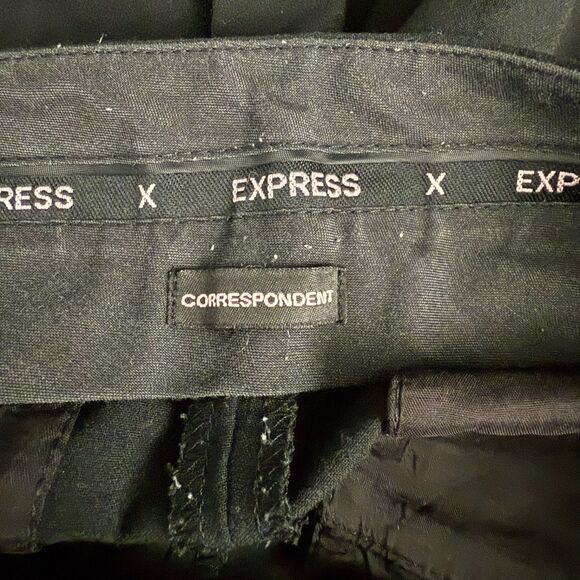 RESS X EXPRESS X EXP
CORRESPONDENT